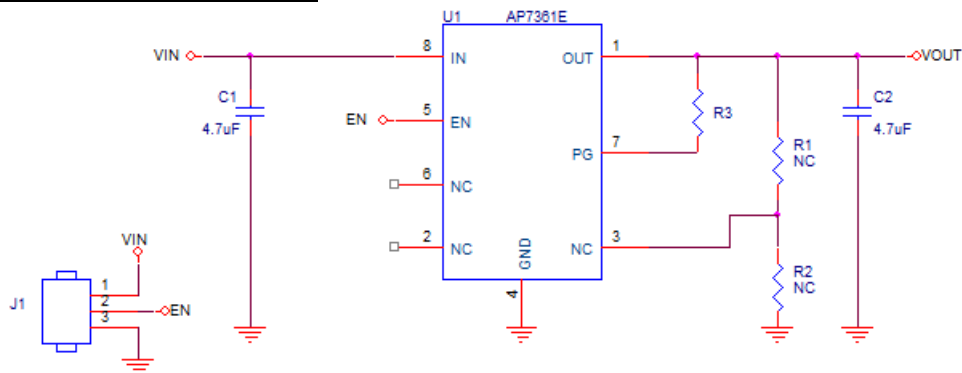 U1 AP7361E
VIN 8 IN OUT 1 VOUT
C1
4.7uF
EN 5 EN
R3
C2
4.7uF
PG 7
R1
NC
6 NC
2 NC
NC 3
GND
4
R2
NC
VIN
J1
1
2 EN
3